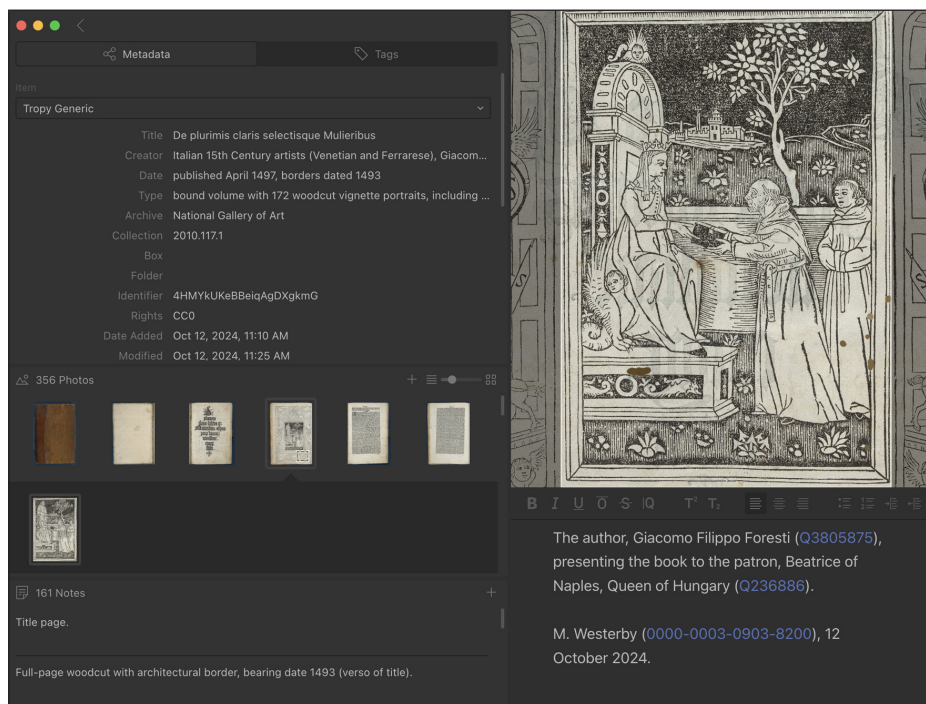 Metadata
Tags
Item
Tropy Generic
Title De plurimis claris selectisque Mulieribus
Creator Italian 15th Century artists (Venetian and Ferrarese), Giacom...
Date published April 1497, borders dated 1493
Type bound volume with 172 woodcut vignette portraits, including ...
Archive National Gallery of Art
Collection 2010.117.1
Box
Folder
Identifier 4HMYkUKeBBeiqAgDXgkmG
Rights CC0
Date Added Oct 12, 2024, 11:10 AM
Modified Oct 12, 2024, 11:25 AM
356 Photos
161 Notes
Title page.
Full-page woodcut with architectural border, bearing date 1493 (verso of title).
B I U O S Q T² T₂
The author, Giacomo Filippo Foresti (Q3805875),
presenting the book to the patron, Beatrice of
Naples, Queen of Hungary (Q236886).
M. Westerby (0000-0003-0903-8200), 12
October 2024.